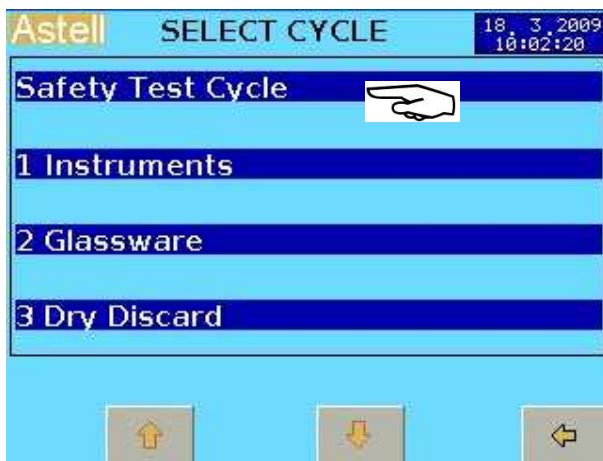 Astell SELECT CYCLE 18. 3.2009
10:02:20
Safety Test Cycle
1 Instruments
2 Glassware
3 Dry Discard